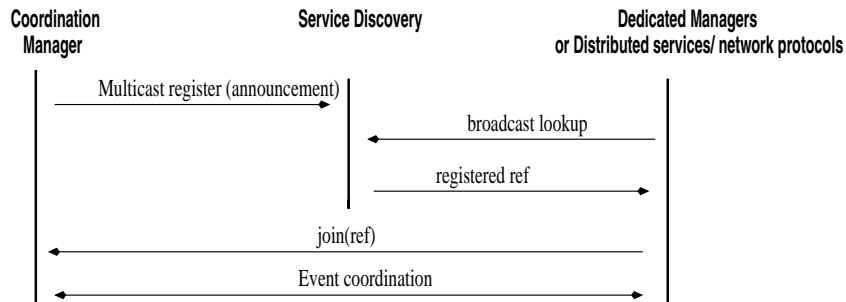 Coordination
Manager
Service Discovery
Dedicated Managers
or Distributed services/ network protocols
Multicast register (announcement)
broadcast lookup
registered ref
join(ref)
Event coordination